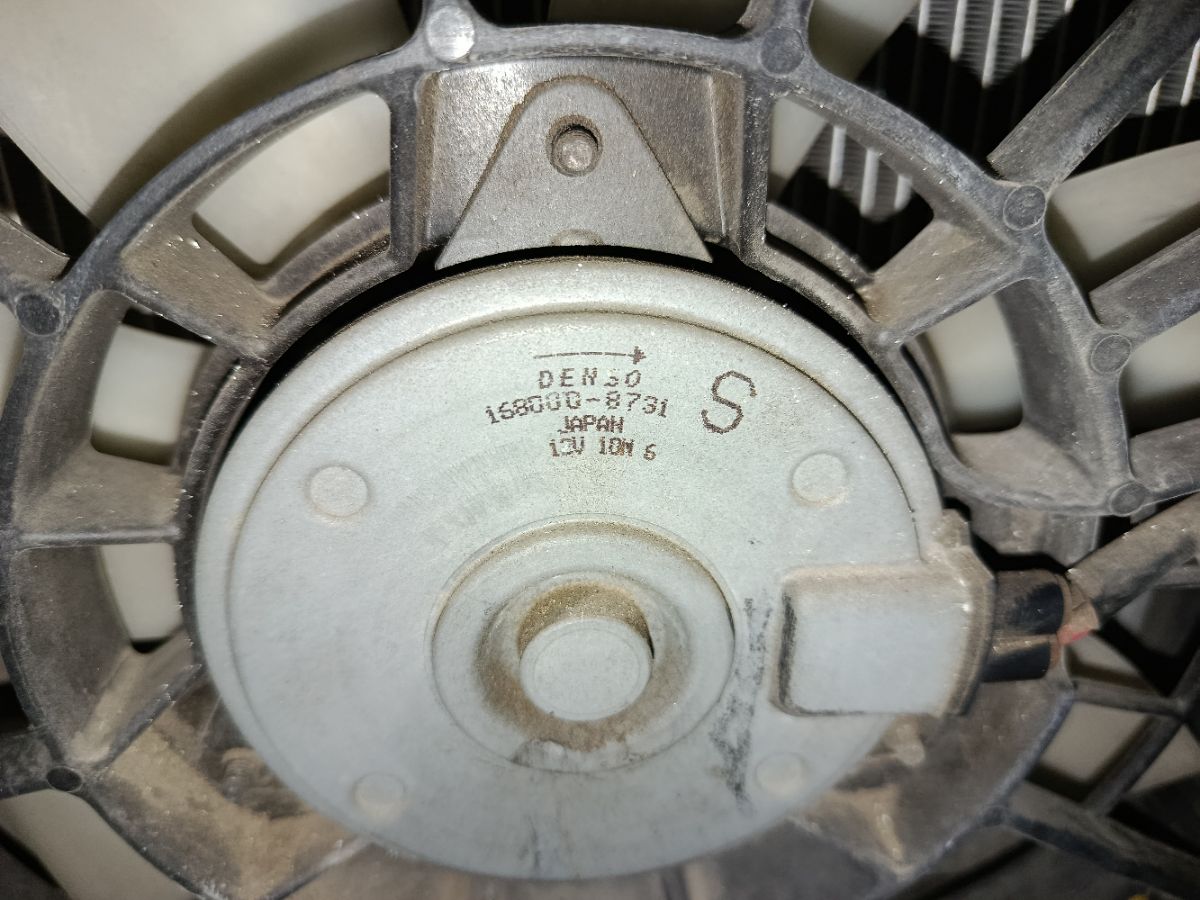 DENSO
S
168000-8731
JAPAN
12V 10W 6